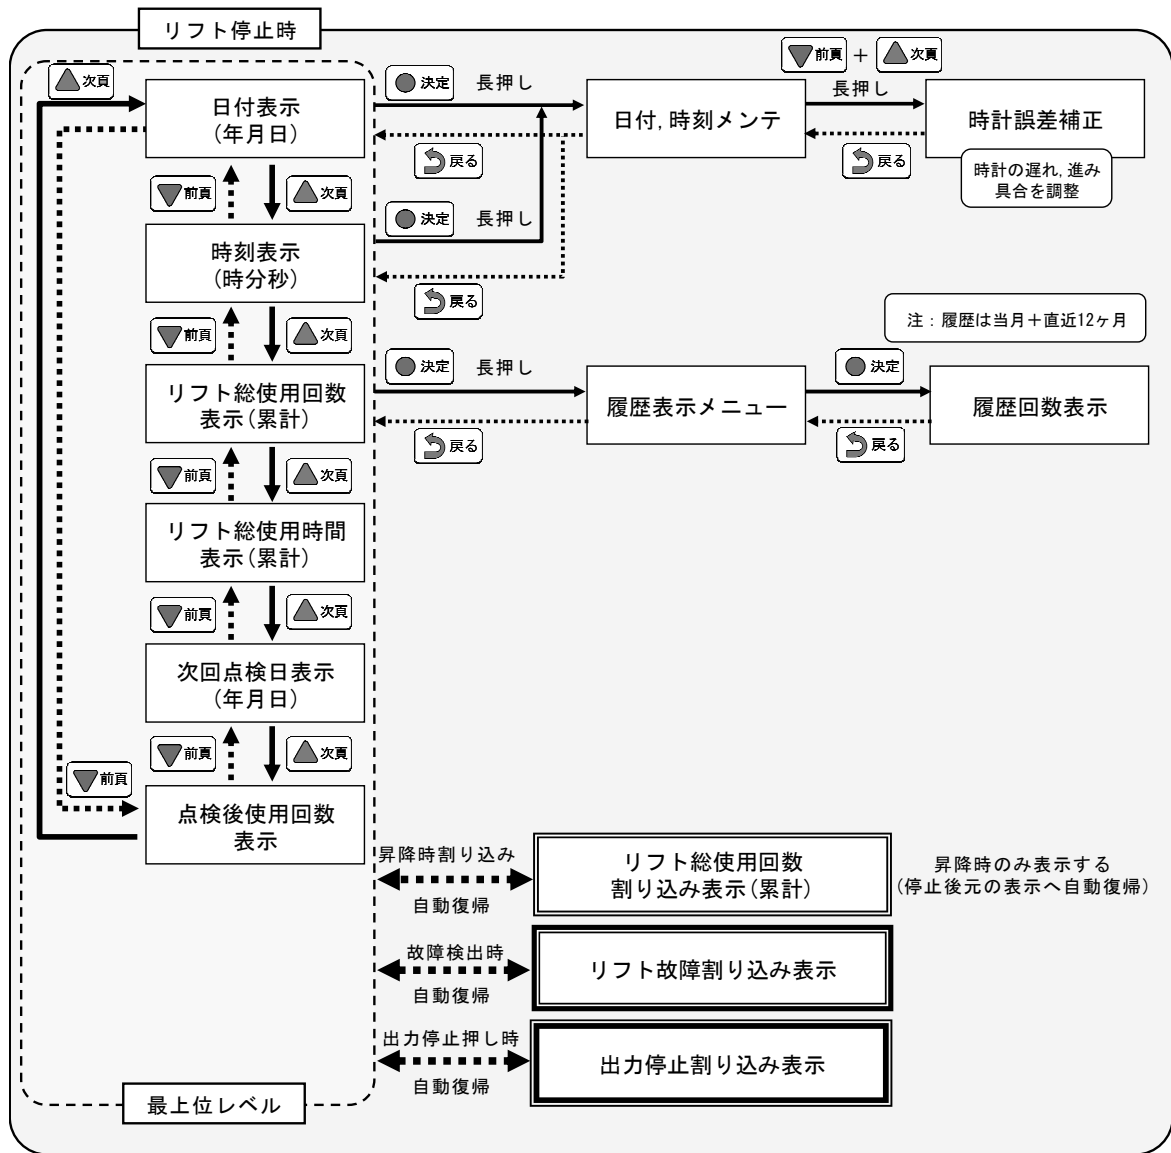 リフト停止時
次頁
日付表示
(年月日)
決定
長押し
戻る
日付,時刻メンテ
前頁
+
次頁
長押し
戻る
時計誤差補正
時計の遅れ,進み
具合を調整
前頁
次頁
決定
長押し
時刻表示
(時分秒)
戻る
前頁
次頁
注:履歴は当月+直近12ヶ月
リフト総使用回数
表示(累計)
決定
長押し
戻る
履歴表示メニュー
決定
戻る
履歴回数表示
前頁
次頁
リフト総使用時間
表示(累計)
前頁
次頁
次回点検日表示
(年月日)
前頁
次頁
前頁
点検後使用回数
表示
昇降時割り込み
自動復帰
リフト総使用回数
割り込み表示(累計)
昇降時のみ表示する
(停止後元の表示へ自動復帰)
故障検出時
自動復帰
リフト故障割り込み表示
出力停止押し時
自動復帰
出力停止割り込み表示
最上位レベル